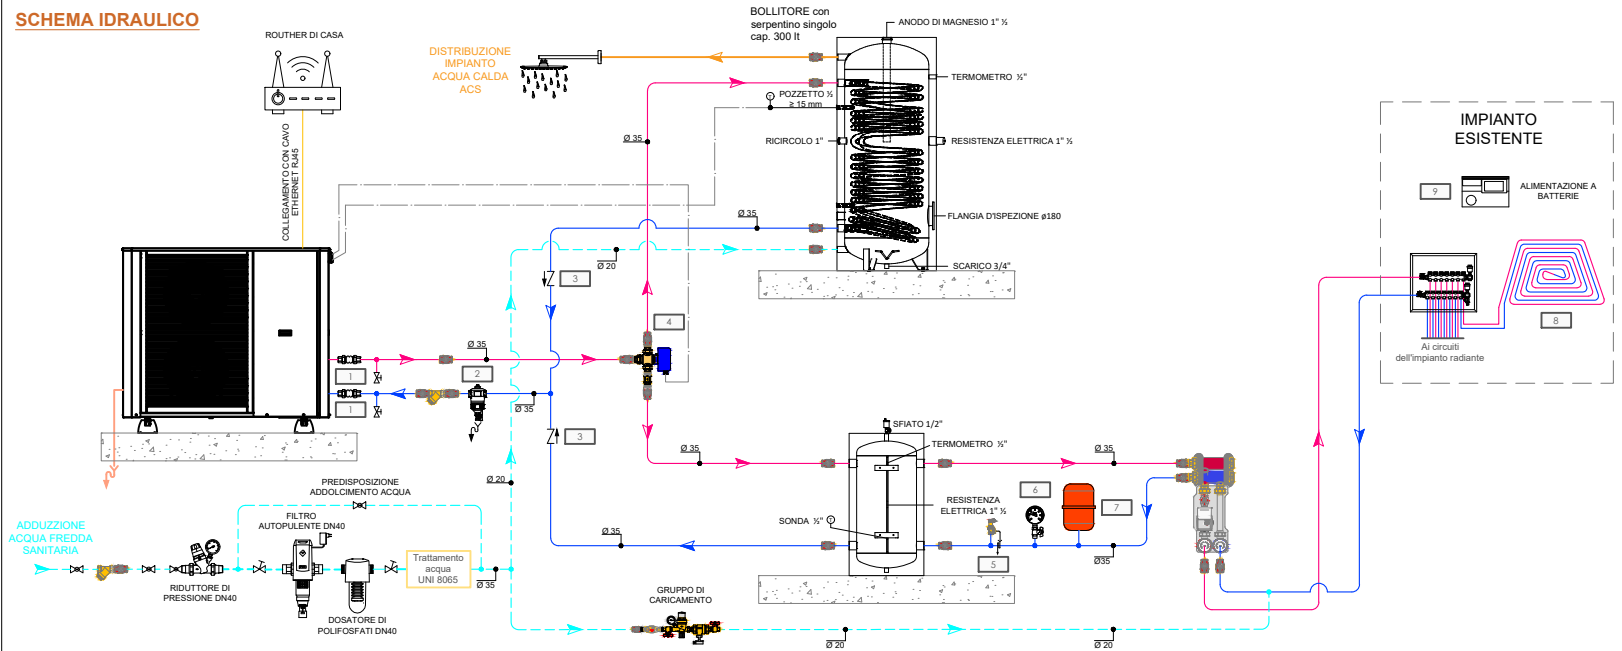 SCHEMA IDRAULICO
ROUTHER DI CASA
COLLEGAMENTO CON CAVO
ETHERNET RJ45
DISTRIBUZIONE
IMPIANTO
ACQUA CALDA
ACS
BOLLITORE con
serpentino singolo
cap. 300 lt
ANODO DI MAGNESIO 1" ½
TERMOMETRO ½"
T
POZZETTO ½
≥ 15 mm
RICIRCOLO 1"
RESISTENZA ELETTRICA 1" ½
FLANGIA D'ISPEZIONE ø180
SCARICO 3/4"
Ø 35
Ø 35
Ø 20
3
4
Ø 35
1
2
1
Ø 35
3
IMPIANTO
ESISTENTE
9
ALIMENTAZIONE A
BATTERIE
8
Ai circuiti
dell'impianto radiante
SFIATO 1/2"
TERMOMETRO ½"
RESISTENZA
ELETTRICA 1" ½
SONDA ½"
T
Ø 35
Ø 35
6
7
5
Ø35
Ø 35
Ø 20
PREDISPOSIZIONE
ADDOLCIMENTO ACQUA
FILTRO
AUTOPULENTE DN40
ADDUZZIONE
ACQUA FREDDA
SANITARIA
RIDUTTORE DI
PRESSIONE DN40
DOSATORE DI
POLIFOSFATI DN40
Trattamento
acqua
UNI 8065
Ø 35
GRUPPO DI
CARICAMENTO
Ø 20
Ø 20